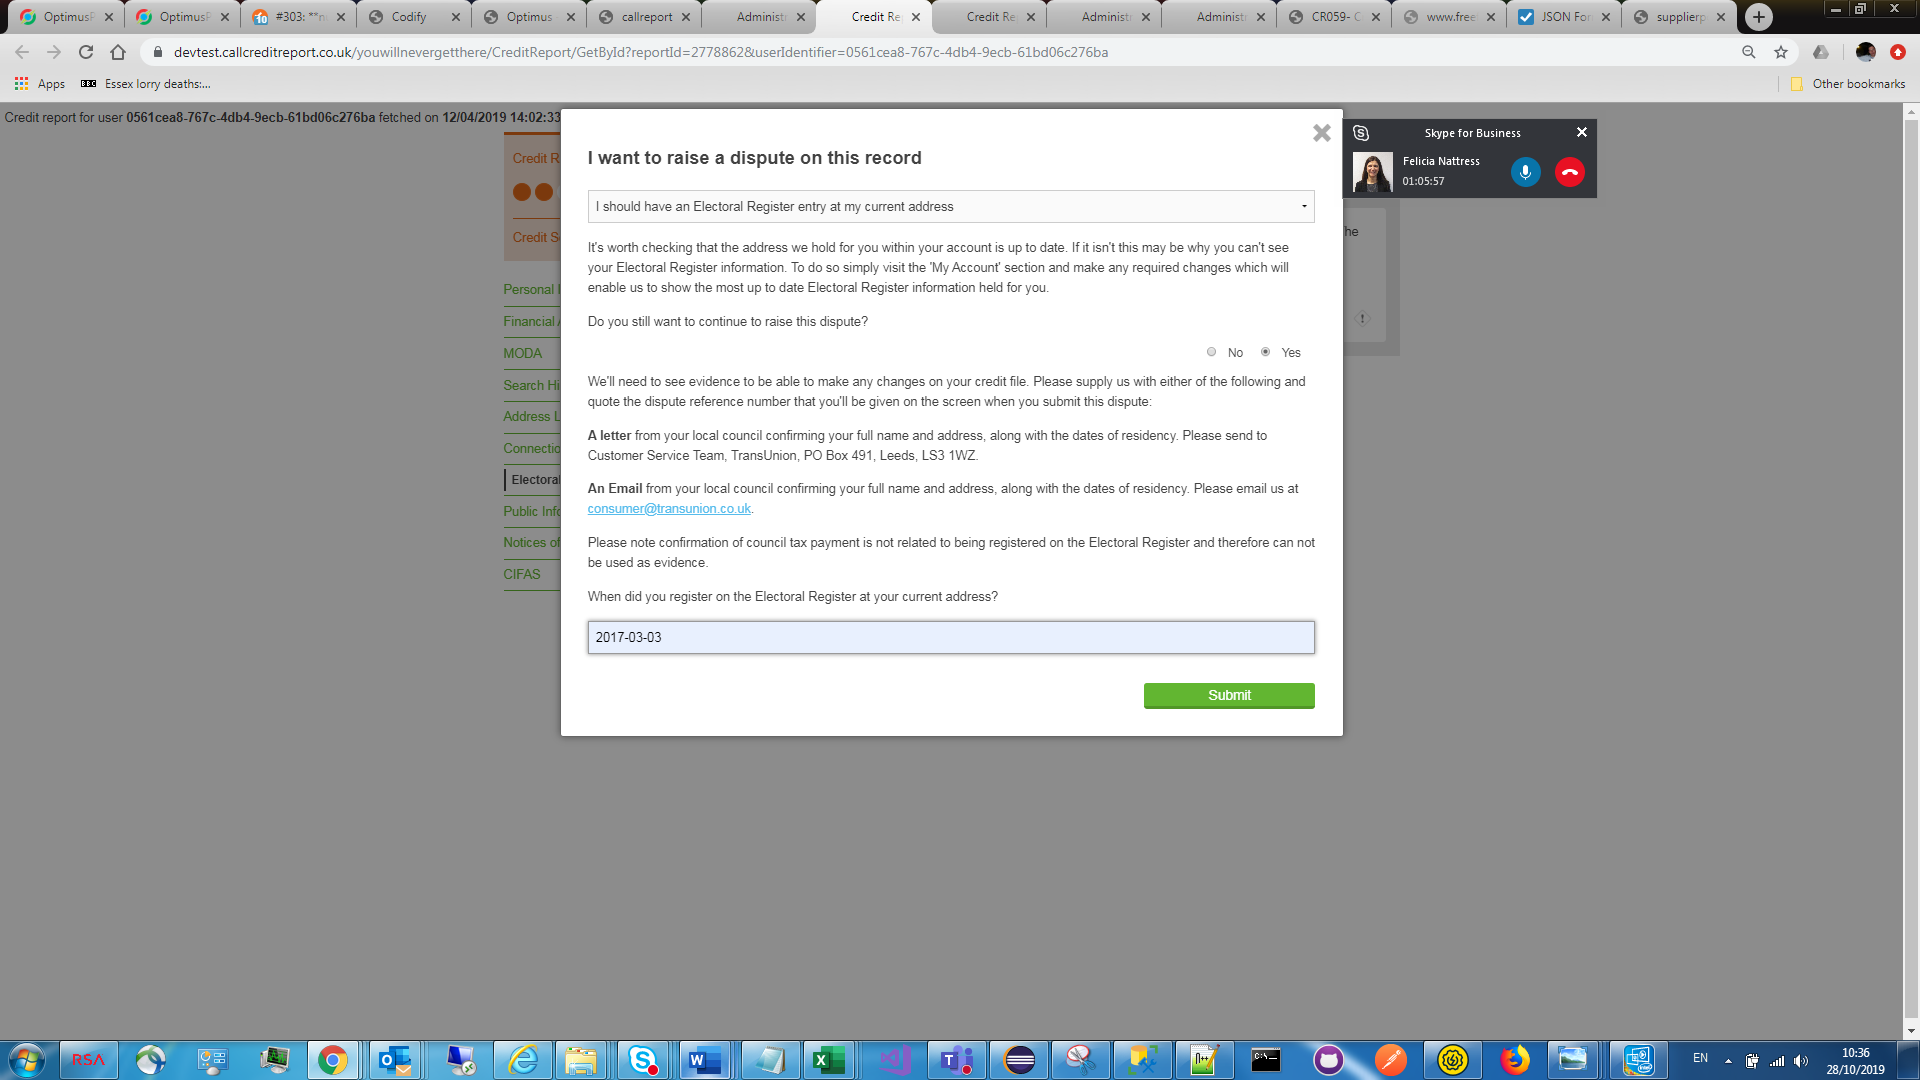 OptimusP
OptimusP
#303: **n
Codify
Optimus
callreport
Administr
Credit Re
Credit Re
Administr
Administr
CR059- C
www.free
JSON For
supplierp
devtest.callcreditreport.co.uk/youwillnevergetthere/CreditReport/GetById?reportId=2778862&userIdentifier=0561cea8-767c-4db4-9ecb-61bd06c276ba
Apps
BBC Essex lorry deaths:...
Other bookmarks
Credit report for user 0561cea8-767c-4db4-9ecb-61bd06c276ba fetched on 12/04/2019 14:02:33
Credit R
Credit S
Personal
Financial
MODA
Search Hi
Address L
Connectio
Electoral
Public Info
Notices of
CIFAS
I want to raise a dispute on this record
I should have an Electoral Register entry at my current address
It's worth checking that the address we hold for you within your account is up to date. If it isn't this may be why you can't see
your Electoral Register information. To do so simply visit the 'My Account' section and make any required changes which will
enable us to show the most up to date Electoral Register information held for you.
Do you still want to continue to raise this dispute?
No Yes
We'll need to see evidence to be able to make any changes on your credit file. Please supply us with either of the following and
quote the dispute reference number that you'll be given on the screen when you submit this dispute:
A letter from your local council confirming your full name and address, along with the dates of residency. Please send to
Customer Service Team, TransUnion, PO Box 491, Leeds, LS3 1WZ.
An Email from your local council confirming your full name and address, along with the dates of residency. Please email us at
consumer@transunion.co.uk.
Please note confirmation of council tax payment is not related to being registered on the Electoral Register and therefore can not
be used as evidence.
When did you register on the Electoral Register at your current address?
2017-03-03
Submit
Skype for Business
Felicia Nattress
01:05:57
he
RSA
EN
10:36
28/10/2019